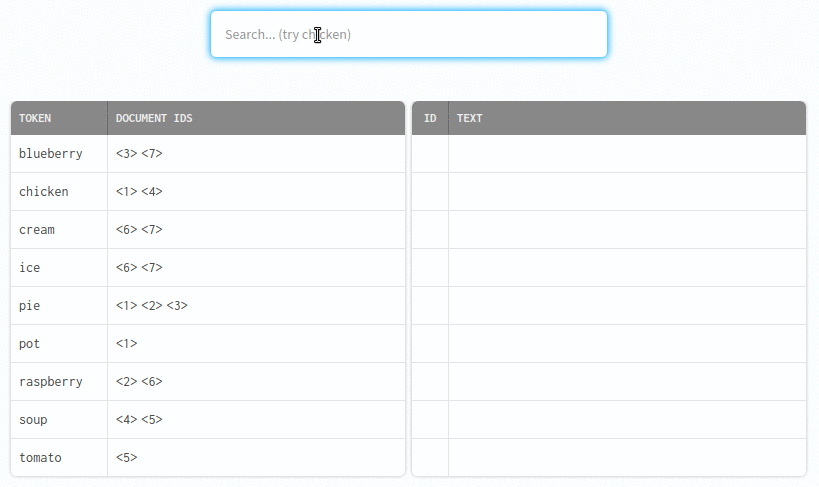 Search... (try chicken)
TOKEN DOCUMENT IDS
blueberry <3> <7>
chicken <1> <4>
cream <6> <7>
ice <6> <7>
pie <1> <2> <3>
pot <1>
raspberry <2> <6>
soup <4> <5>
tomato <5>
ID TEXT